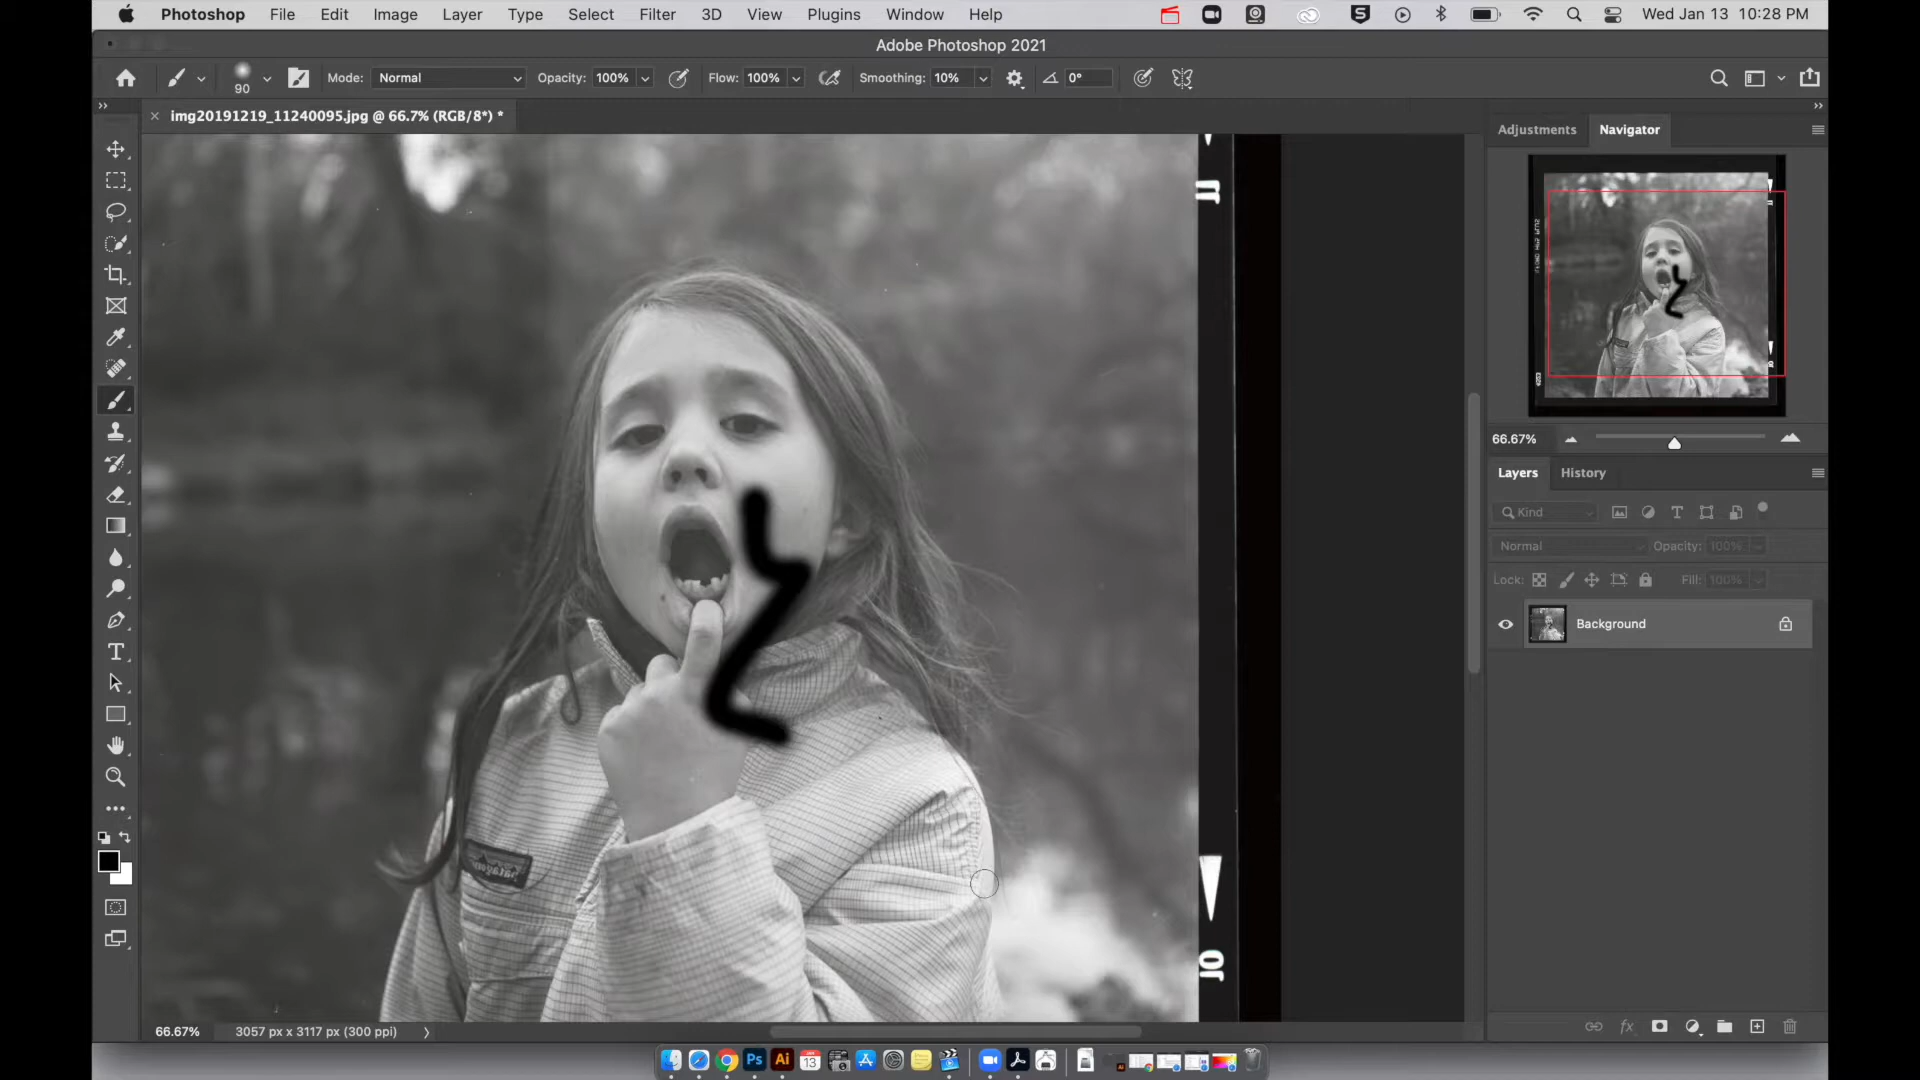 Photoshop File Edit Image Layer Type Select Filter 3D View Plugins Window Help Wed Jan 13 10:28 PM
Adobe Photoshop 2021
90 Mode: Normal Opacity: 100% Flow: 100% Smoothing: 10% 0°
img20191219_11240095.jpg @ 66.7% (RGB/8*) *
Adjustments Navigator
66.67%
Layers History
Kind
Normal Opacity: 100%
Lock: Fill: 100%
Background
66.67% 3057 px x 3117 px (300 ppi)